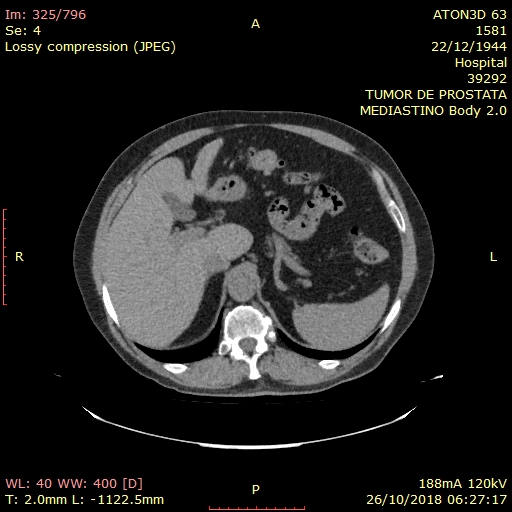 Im: 325/796
Se: 4
Lossy compression (JPEG)
A
ATON3D 63
1581
22/12/1944
Hospital
39292
TUMOR DE PROSTATA
MEDIASTINO Body 2.0
R
L
WL: 40 WW: 400 [D]
T: 2.0mm L: -1122.5mm
P
188mA 120kV
26/10/2018 06:27:17